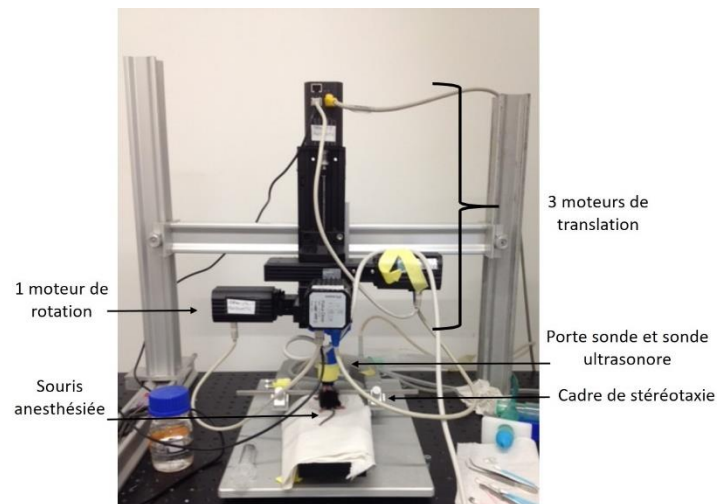 3 moteurs de
translation
1 moteur de
rotation
Porte sonde et sonde
ultrasonore
Souris
anesthésiée
Cadre de stéréotaxie